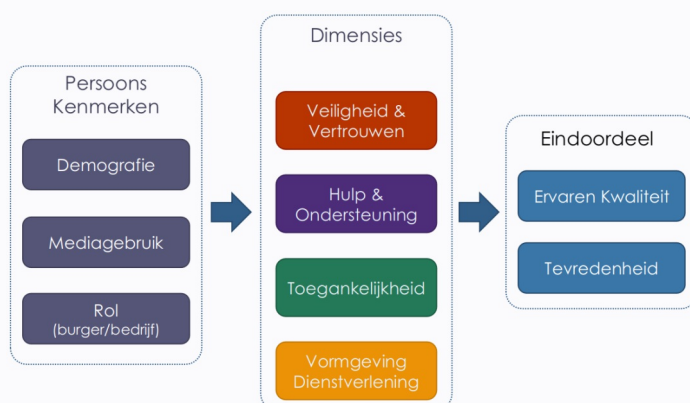 Persoons
Kenmerken
Demografie
Mediagebruik
Rol
(burger/bedrijf)
Dimensies
Veiligheid &
Vertrouwen
Hulp &
Ondersteuning
Toegankelijkheid
Vormgeving
Dienstverlening
Eindoordeel
Ervaren Kwaliteit
Tevredenheid